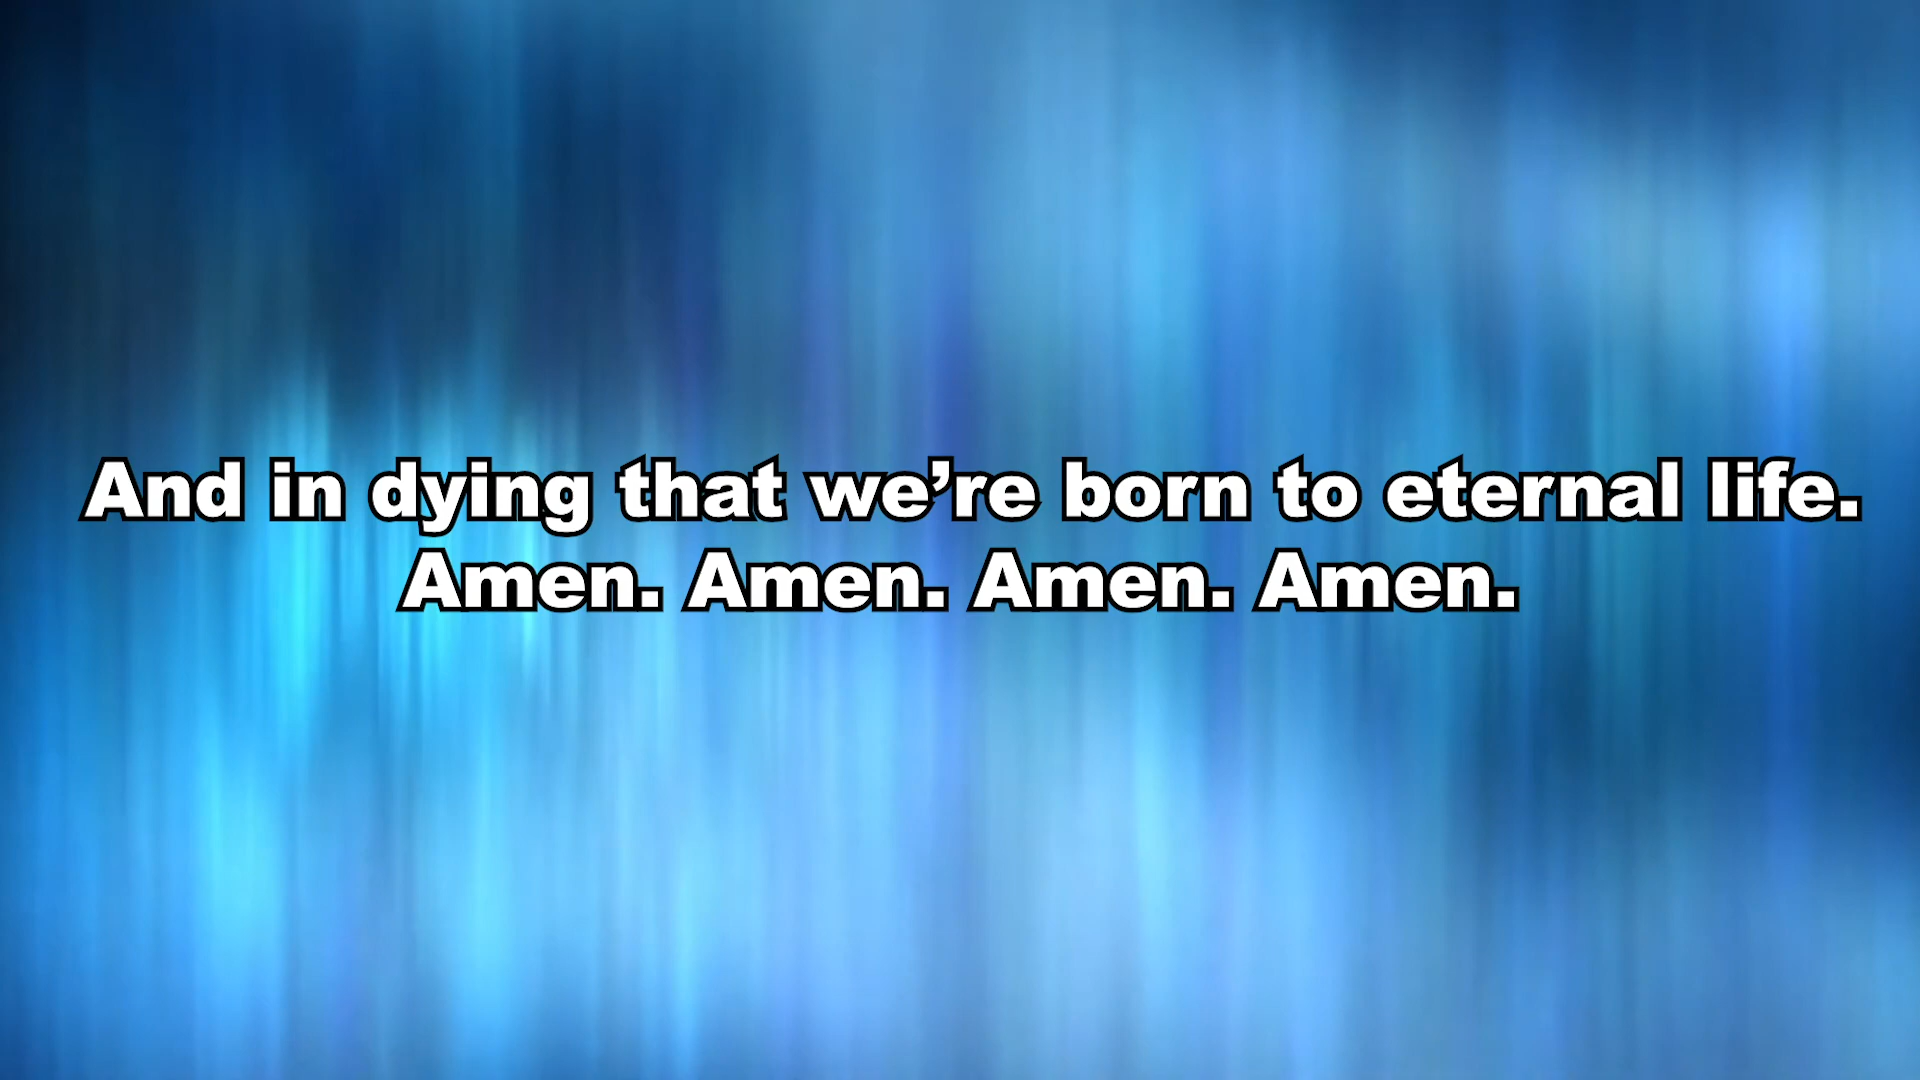 And in dying that we’re born to eternal life.
Amen. Amen. Amen. Amen.